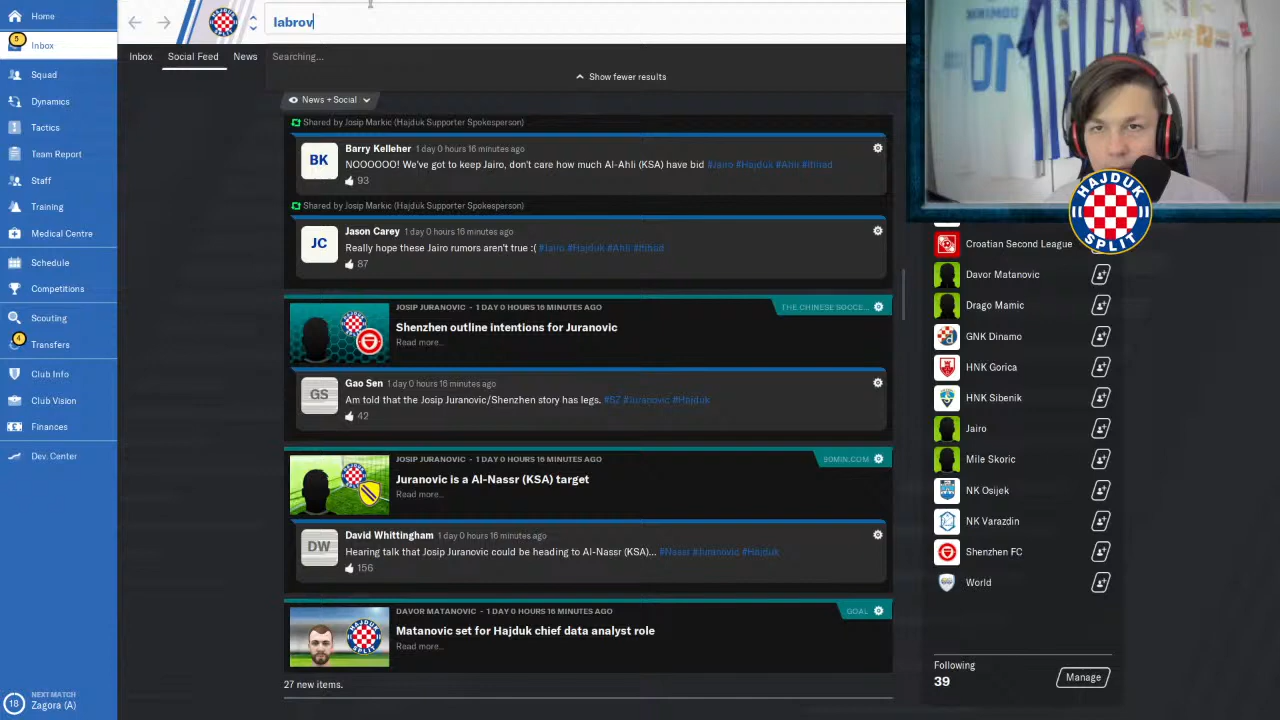 Home
labrov
5
Inbox
Inbox
Social Feed
News
Searching...
Squad
Show fewer results
Dynamics
News + Social
Tactics
Team Report
Staff
Training
Medical Centre
Schedule
Competitions
Scouting
4
Transfers
Club Info
Club Vision
Finances
Dev. Center
18
NEXT MATCH
Zagora (A)
Shared by Josip Markic (Hajduk Supporter Spokesperson)
BK
Barry Kelleher 1 day 0 hours 16 minutes ago
NOOOOOO! We've got to keep Jairo, don't care how much Al-Ahli (KSA) have bid #Jairo #Hajduk #Ahli #Ittihad
93
Shared by Josip Markic (Hajduk Supporter Spokesperson)
JC
Jason Carey 1 day 0 hours 16 minutes ago
Really hope these Jairo rumors aren't true :( #Jairo #Hajduk #Ahli #Ittihad
87
JOSIP JURANOVIC - 1 DAY 0 HOURS 16 MINUTES AGO
THE CHINESE SOCCE...
Shenzhen outline intentions for Juranovic
Read more...
GS
Gao Sen 1 day 0 hours 16 minutes ago
Am told that the Josip Juranovic/Shenzhen story has legs. #SZ #Juranovic #Hajduk
42
JOSIP JURANOVIC - 1 DAY 0 HOURS 16 MINUTES AGO
90MIN.COM
Juranovic is a Al-Nassr (KSA) target
Read more...
DW
David Whittingham 1 day 0 hours 16 minutes ago
Hearing talk that Josip Juranovic could be heading to Al-Nassr (KSA)... #Nassr #Juranovic #Hajduk
156
DAVOR MATANOVIC - 1 DAY 0 HOURS 16 MINUTES AGO
GOAL
Matanovic set for Hajduk chief data analyst role
Read more...
27 new items.
DOMINIK
10
HAJDUK
SPLIT
Croatian Second League
Davor Matanovic
Drago Mamic
GNK Dinamo
HNK Gorica
HNK Sibenik
Jairo
Mile Skoric
NK Osijek
NK Varazdin
Shenzhen FC
World
Following
39
Manage